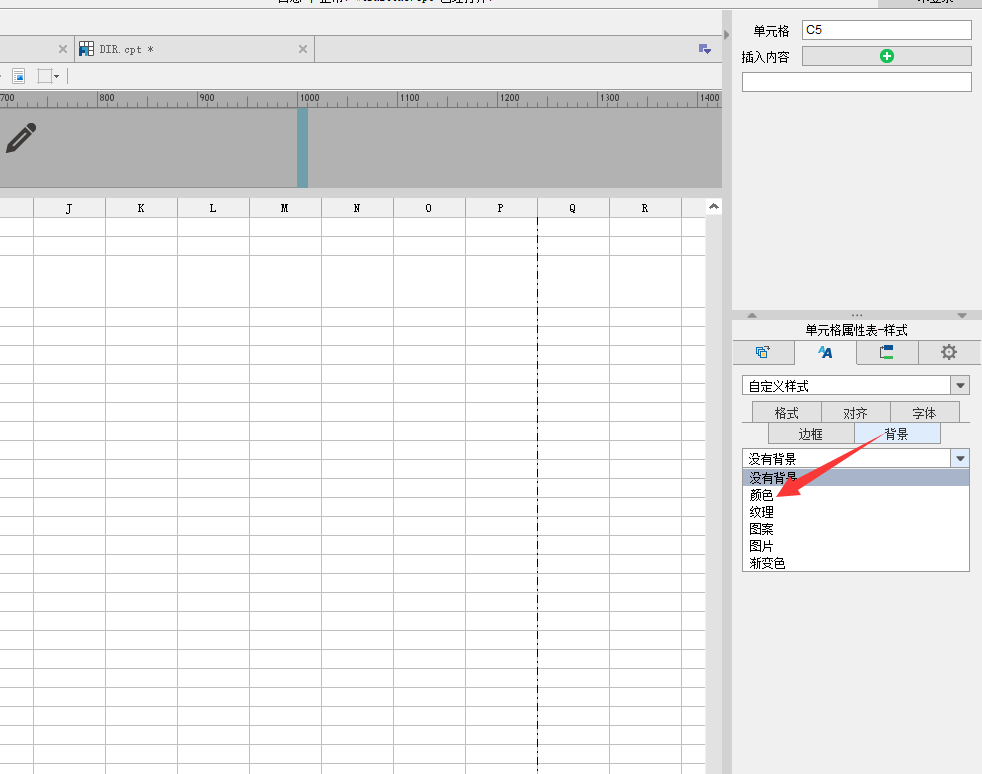 单元格
C5
插入内容
DIR.cpt *
700 800 900 1000 1100 1200 1300 1400
J K L M N O P Q R
单元格属性表-样式
自定义样式
格式 对齐 字体
边框 背景
没有背景
没有背景
颜色
纹理
图案
图片
渐变色